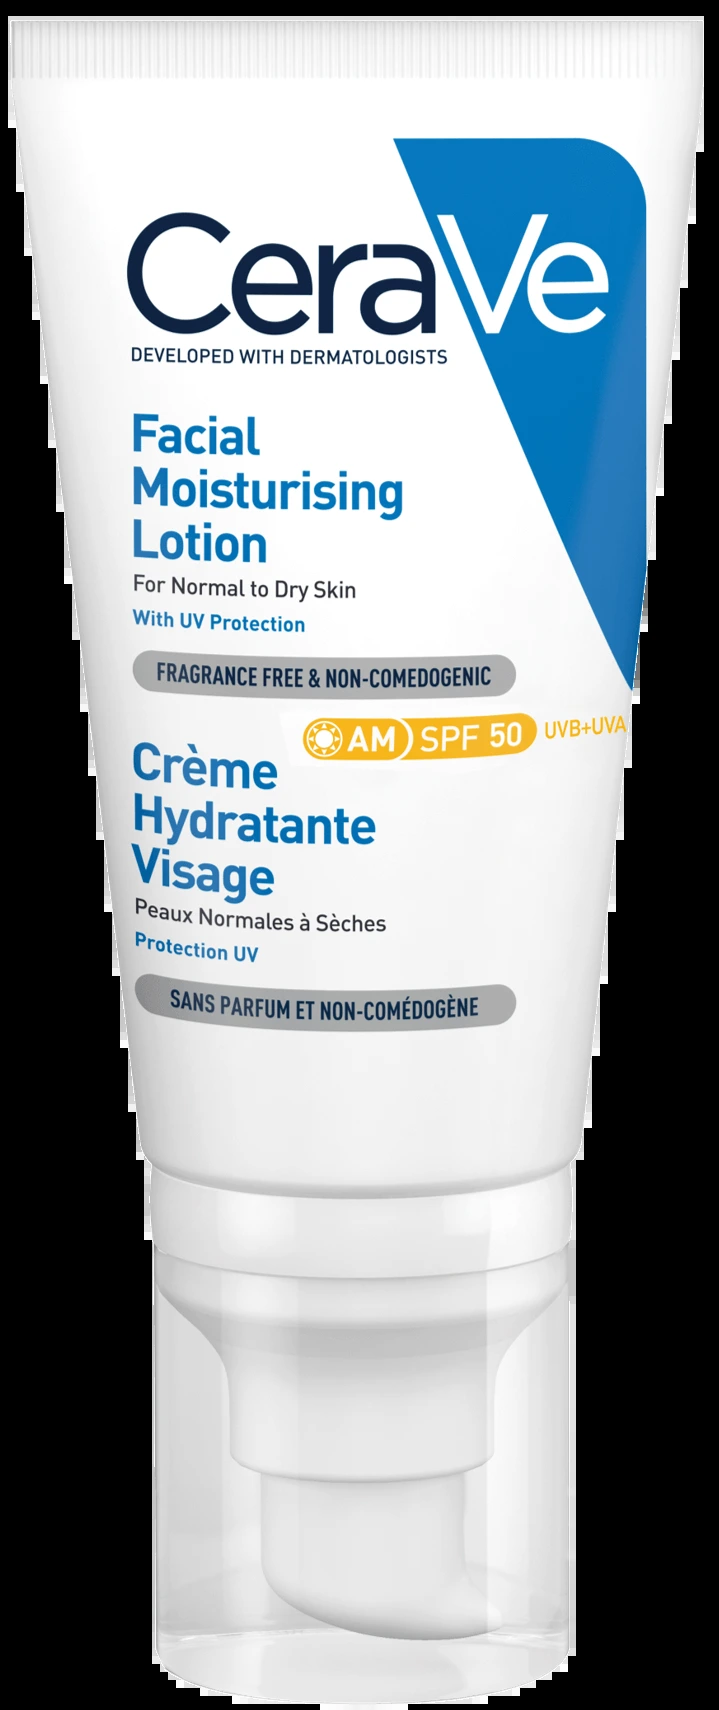 CeraVe
DEVELOPED WITH DERMATOLOGISTS
Facial
Moisturising
Lotion
For Normal to Dry Skin
With UV Protection
FRAGRANCE FREE & NON-COMEDOGENIC
AM SPF 50 UVB+UVA
Crème
Hydratante
Visage
Peaux Normales à Sèches
Protection UV
SANS PARFUM ET NON-COMÉDOGÈNE